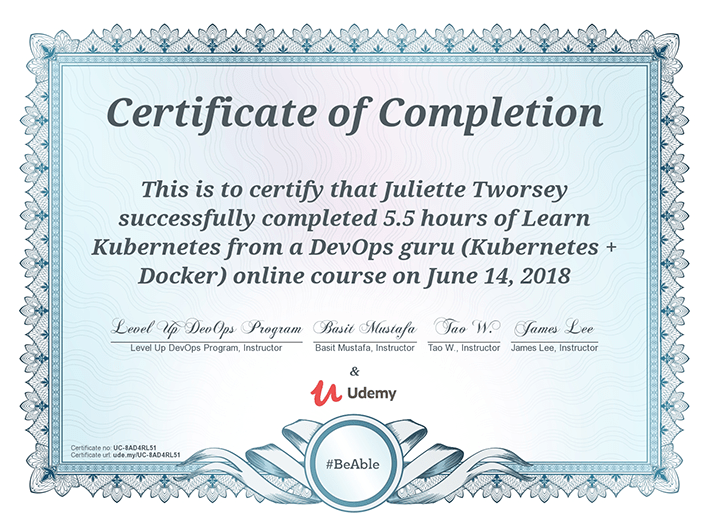 Certificate of Completion
This is to certify that Juliette Tworsey
successfully completed 5.5 hours of Learn
Kubernetes from a DevOps guru (Kubernetes +
Docker) online course on June 14, 2018
Level Up DevOps Program Basit Mustafa Tao W. James Lee
Level Up DevOps Program, Instructor Basit Mustafa, Instructor Tao W., Instructor James Lee, Instructor
&
Udemy
Certificate no: UC-8AD4RL51
Certificate url: ude.my/UC-8AD4RL51
#BeAble